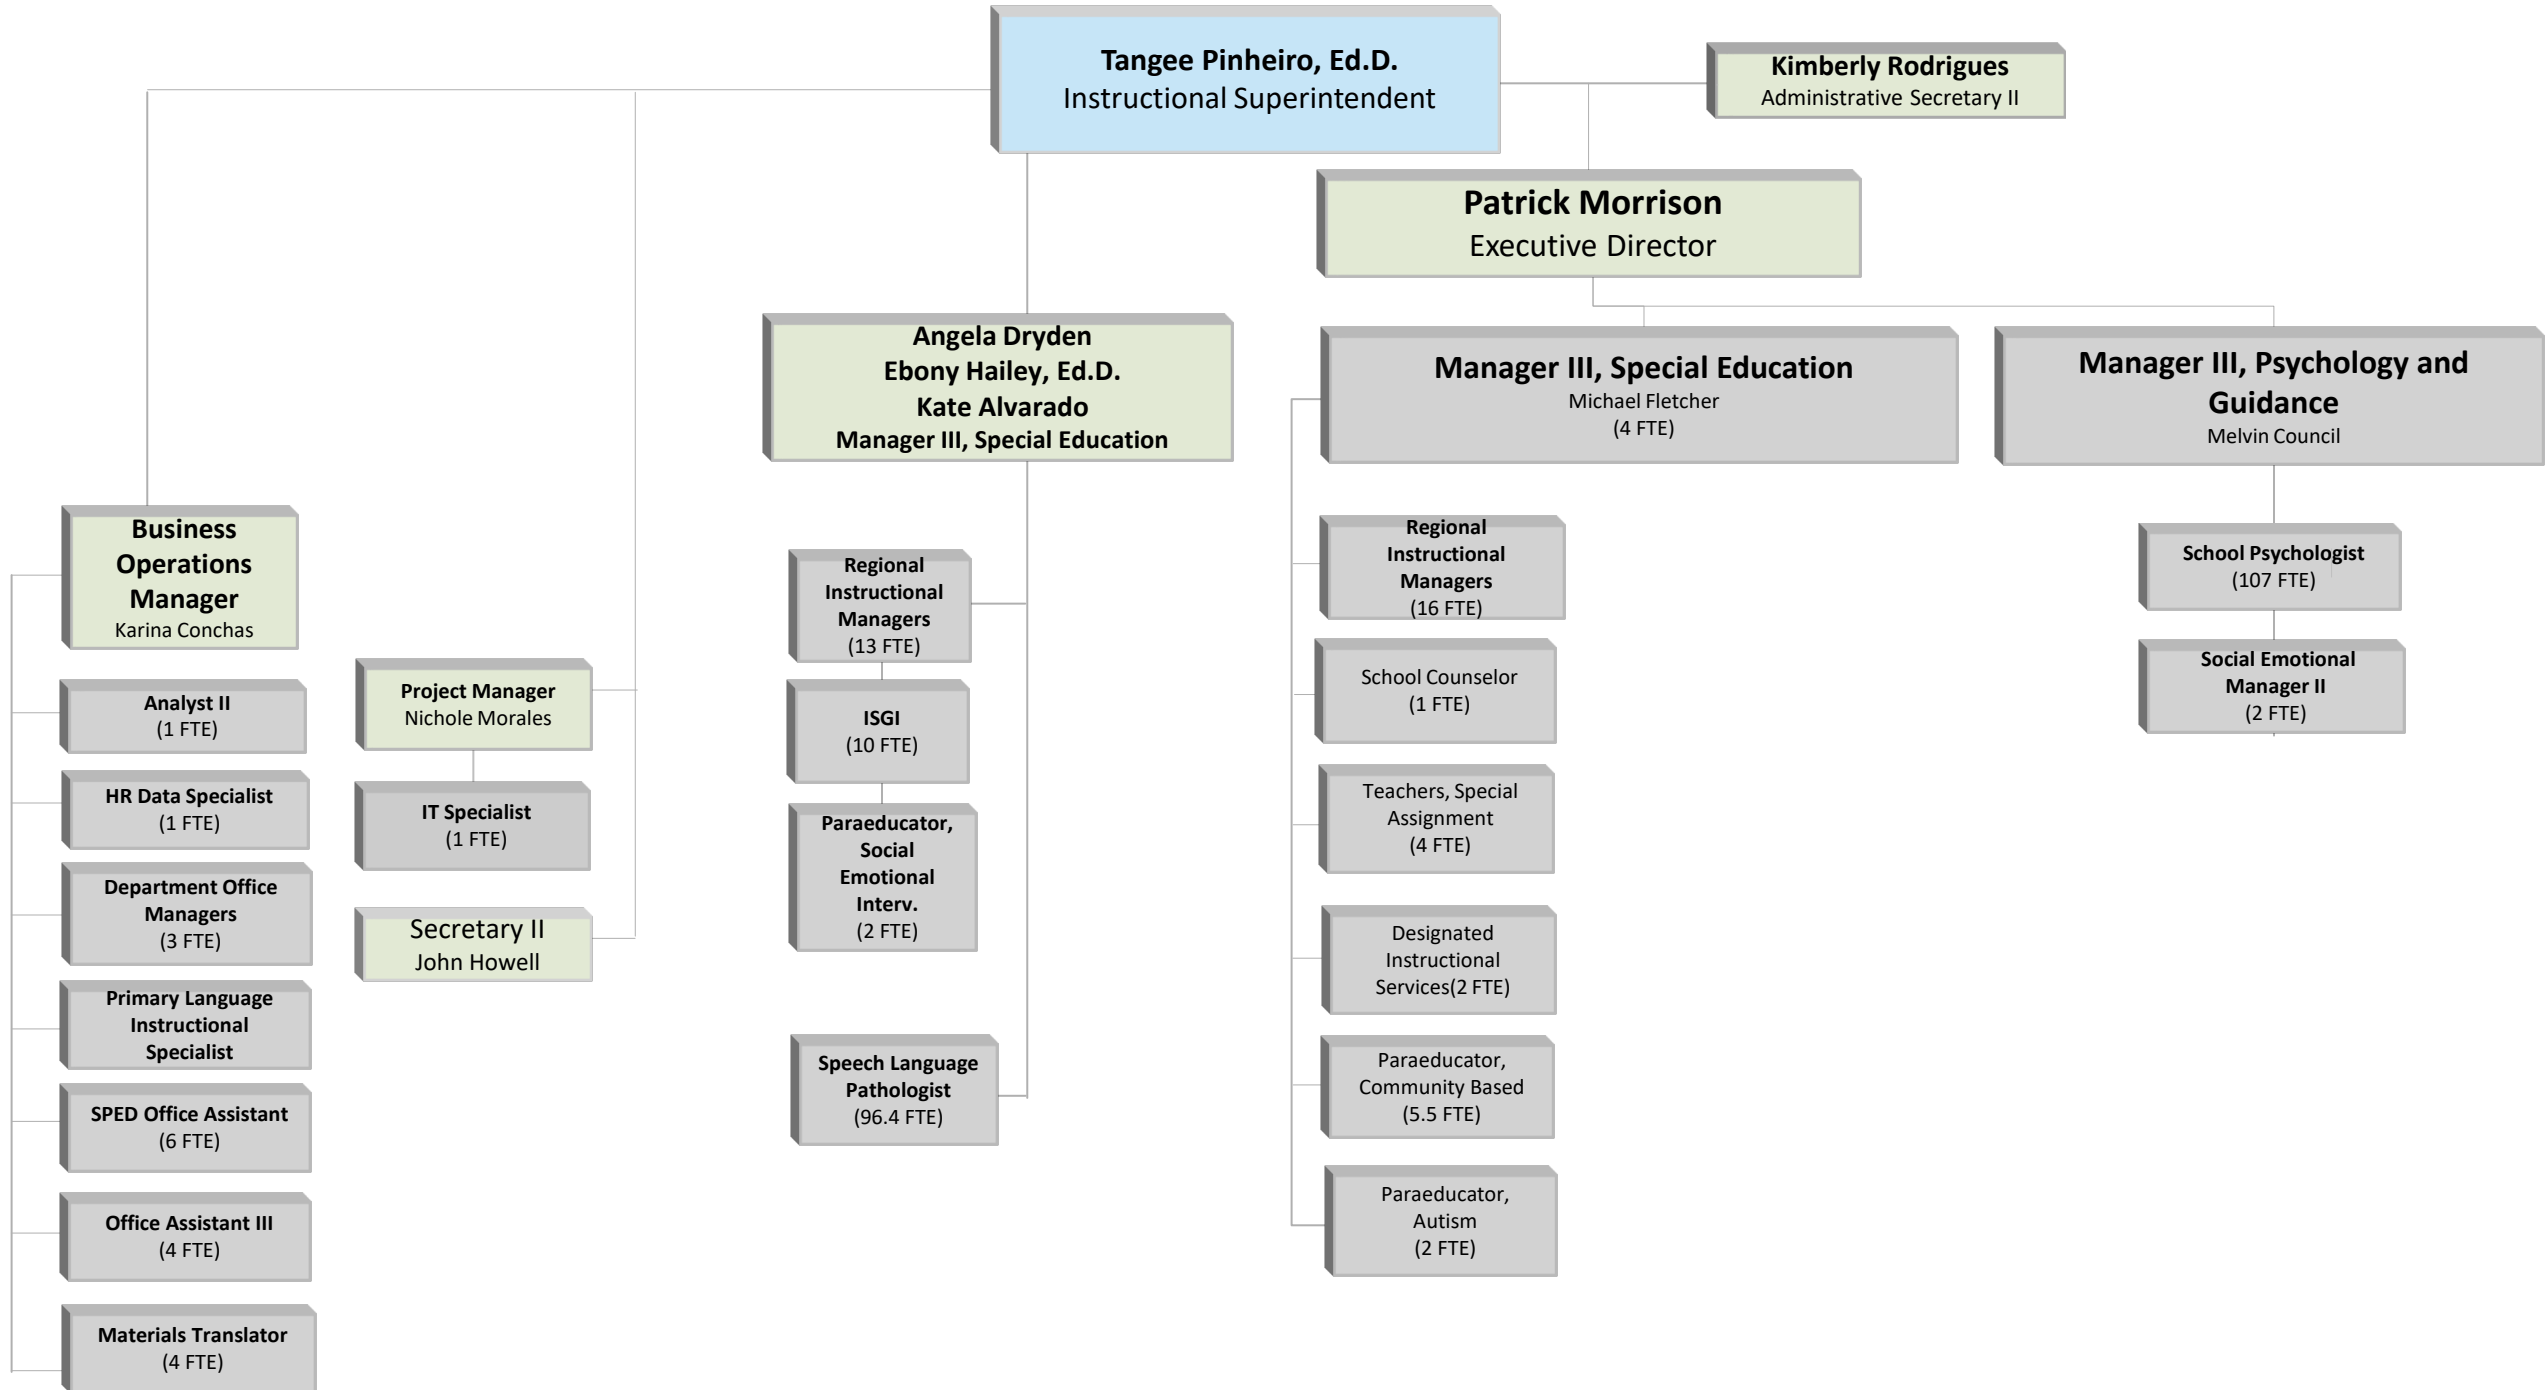 Tangee Pinheiro, Ed.D.
Instructional Superintendent
Kimberly Rodrigues
Administrative Secretary II
Patrick Morrison
Executive Director
Angela Dryden
Ebony Hailey, Ed.D.
Kate Alvarado
Manager III, Special Education
Manager III, Special Education
Michael Fletcher
(4 FTE)
Manager III, Psychology and
Guidance
Melvin Council
Business
Operations
Manager
Karina Conchas
Analyst II
(1 FTE)
HR Data Specialist
(1 FTE)
Department Office
Managers
(3 FTE)
Primary Language
Instructional
Specialist
SPED Office Assistant
(6 FTE)
Office Assistant III
(4 FTE)
Materials Translator
(4 FTE)
Project Manager
Nichole Morales
IT Specialist
(1 FTE)
Secretary II
John Howell
Regional
Instructional
Managers
(13 FTE)
ISGI
(10 FTE)
Paraeducator,
Social
Emotional
Interv.
(2 FTE)
Speech Language
Pathologist
(96.4 FTE)
Regional
Instructional
Managers
(16 FTE)
School Counselor
(1 FTE)
Teachers, Special
Assignment
(4 FTE)
Designated
Instructional
Services(2 FTE)
Paraeducator,
Community Based
(5.5 FTE)
Paraeducator,
Autism
(2 FTE)
School Psychologist
(107 FTE)
Social Emotional
Manager II
(2 FTE)